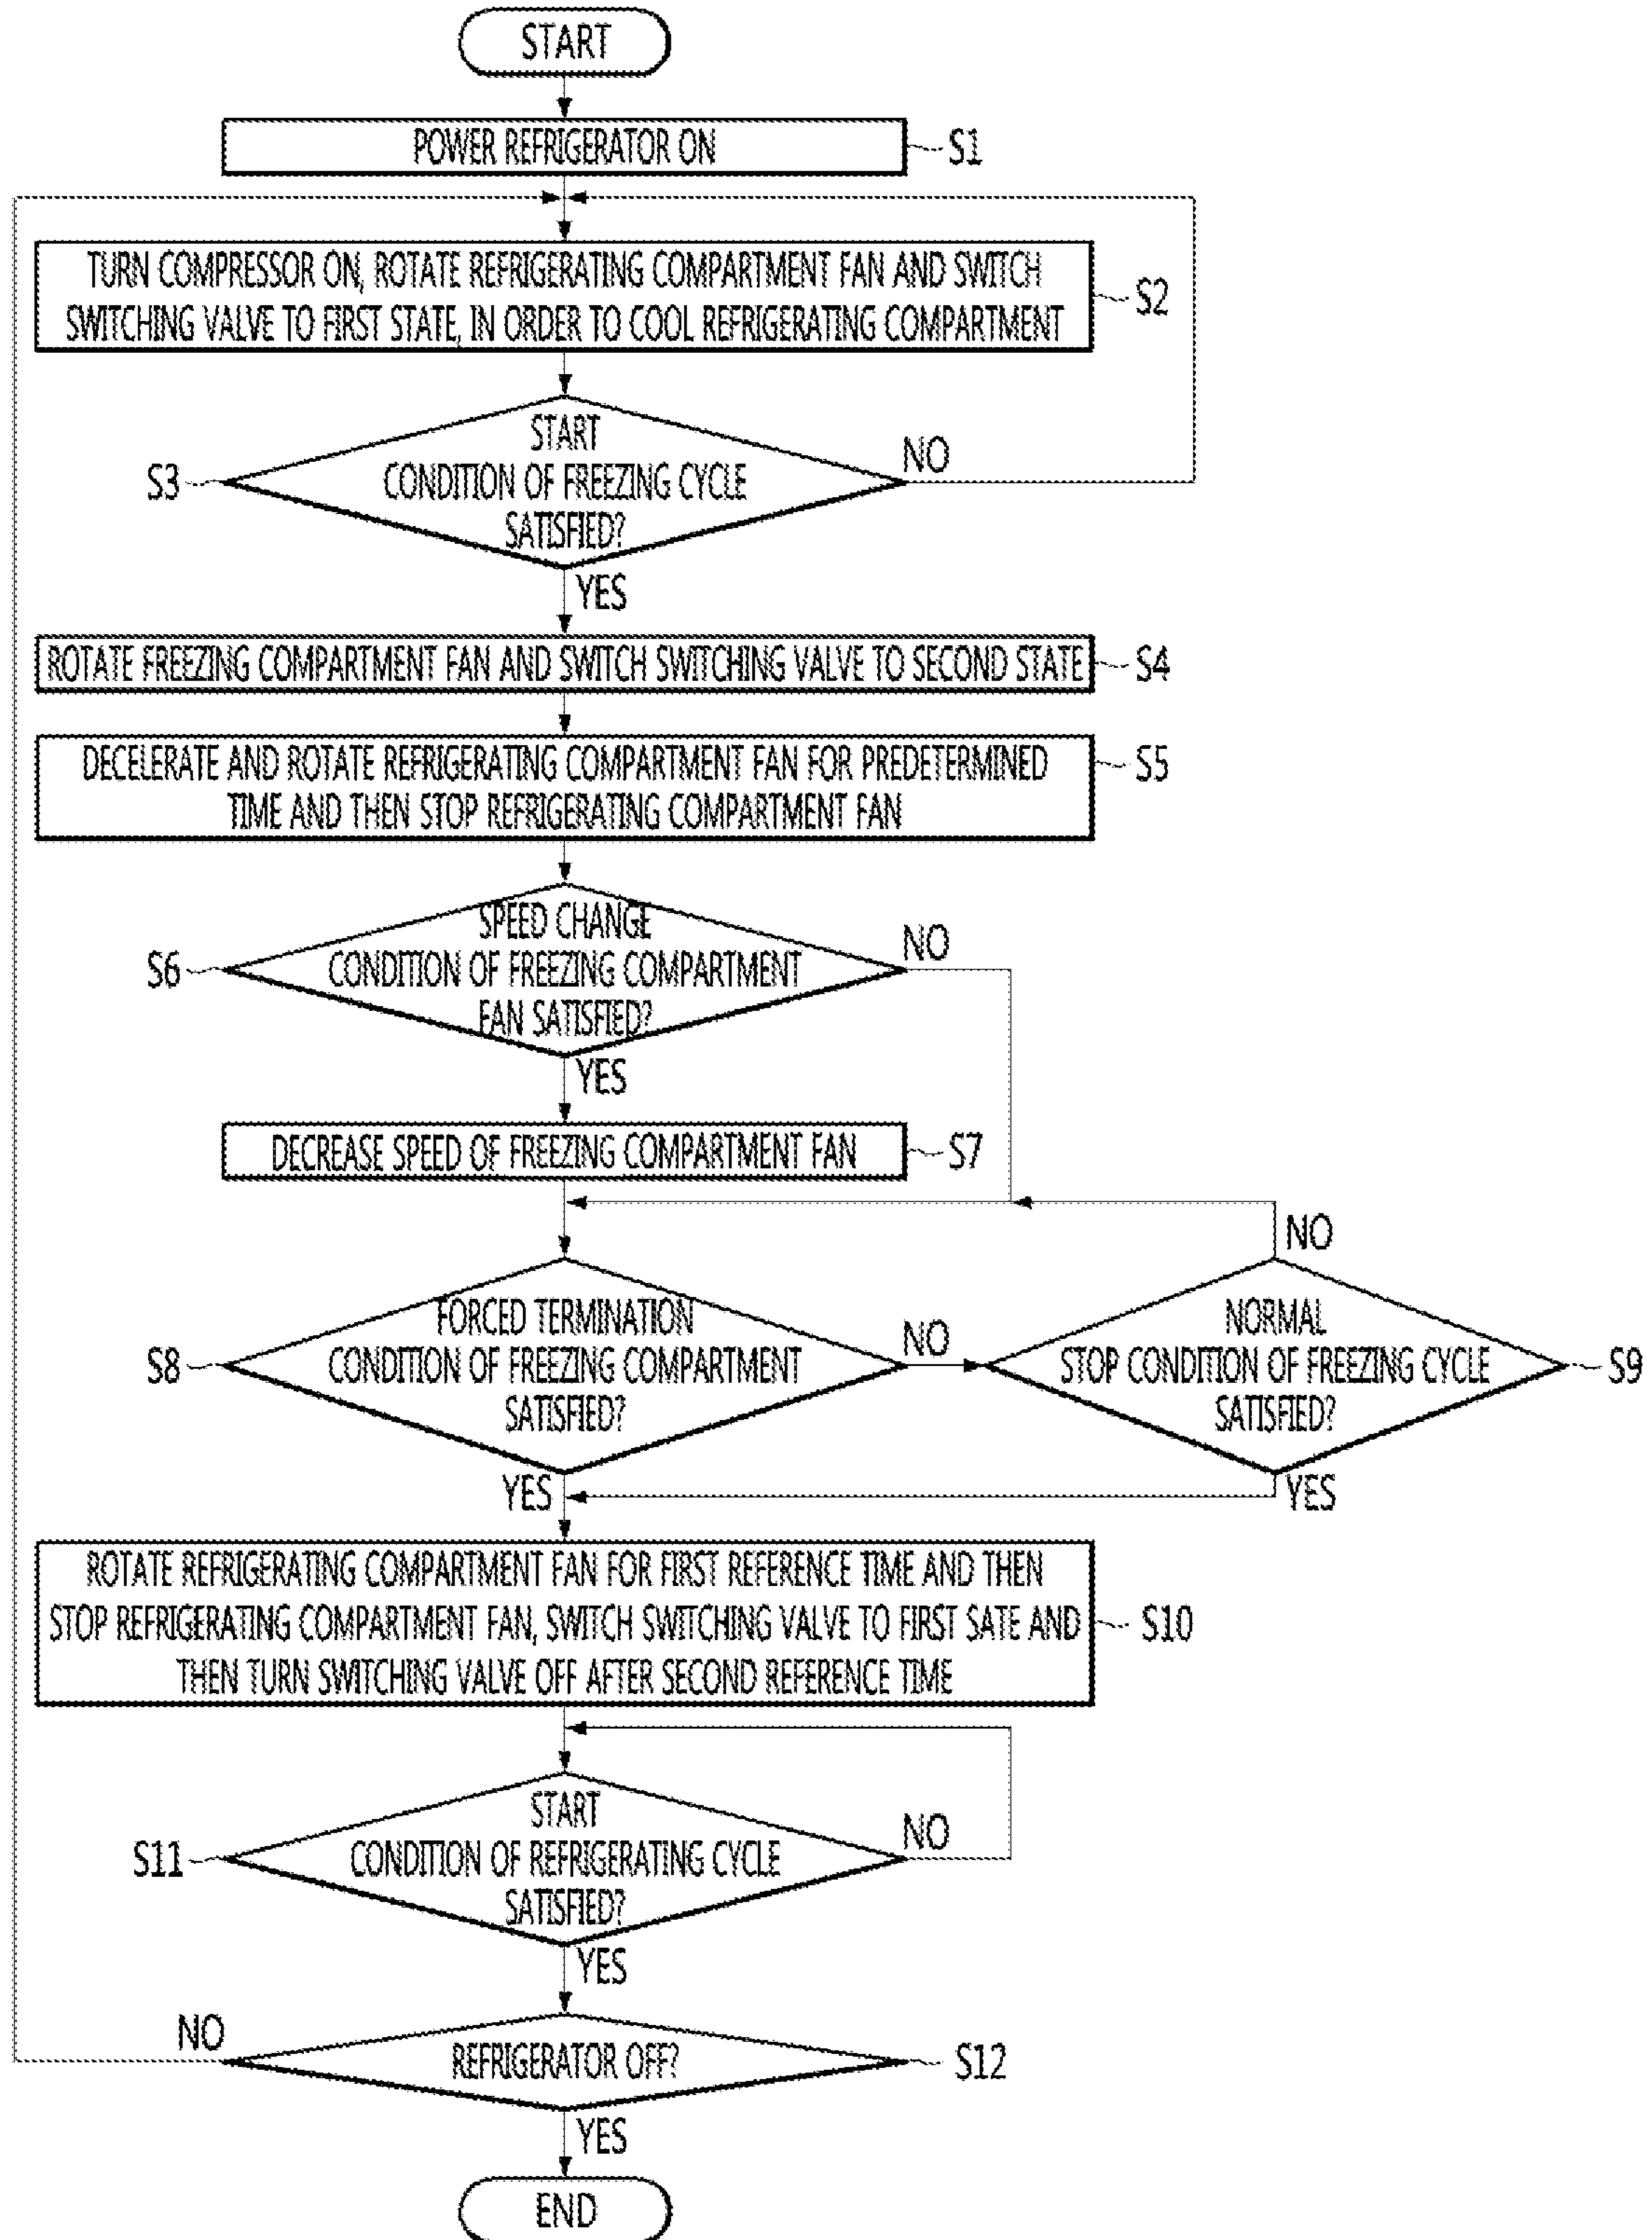 START
POWER REFRIGERATOR ON
S1
TURN COMPRESSOR ON, ROTATE REFRIGERATING COMPARTMENT FAN AND SWITCH
SWITCHING VALVE TO FIRST STATE, IN ORDER TO COOL REFRIGERATING COMPARTMENT
S2
START
CONDITION OF FREEZING CYCLE
SATISFIED?
S3
NO
YES
ROTATE FREEZING COMPARTMENT FAN AND SWITCH SWITCHING VALVE TO SECOND STATE
S4
DECELERATE AND ROTATE REFRIGERATING COMPARTMENT FAN FOR PREDETERMINED
TIME AND THEN STOP REFRIGERATING COMPARTMENT FAN
S5
SPEED CHANGE
CONDITION OF FREEZING COMPARTMENT
FAN SATISFIED?
S6
NO
YES
DECREASE SPEED OF FREEZING COMPARTMENT FAN
S7
FORCED TERMINATION
CONDITION OF FREEZING COMPARTMENT
SATISFIED?
S8
NO
YES
NO
NORMAL
STOP CONDITION OF FREEZING CYCLE
SATISFIED?
S9
YES
ROTATE REFRIGERATING COMPARTMENT FAN FOR FIRST REFERENCE TIME AND THEN
STOP REFRIGERATING COMPARTMENT FAN, SWITCH SWITCHING VALVE TO FIRST SATE AND
THEN TURN SWITCHING VALVE OFF AFTER SECOND REFERENCE TIME
S10
START
CONDITION OF REFRIGERATING CYCLE
SATISFIED?
S11
NO
YES
NO
REFRIGERATOR OFF?
S12
YES
END